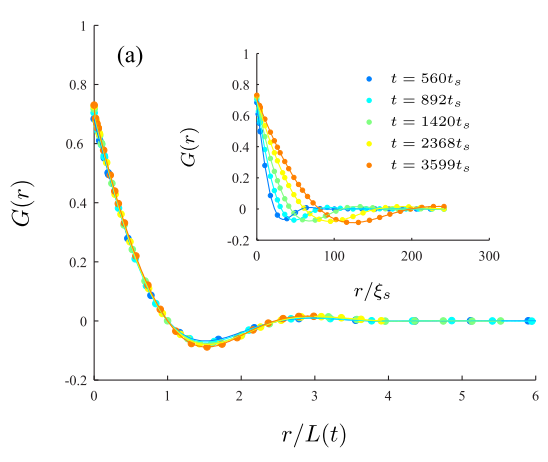 (a)
G(r)
1
0.8
0.6
0.4
0.2
0
-0.2
0
1
2
3
4
5
6
r/L(t)
G(r)
1
0.8
0.6
0.4
0.2
0
-0.2
0
100
200
300
r/ξₛ
t = 560tₛ
t = 892tₛ
t = 1420tₛ
t = 2368tₛ
t = 3599tₛ